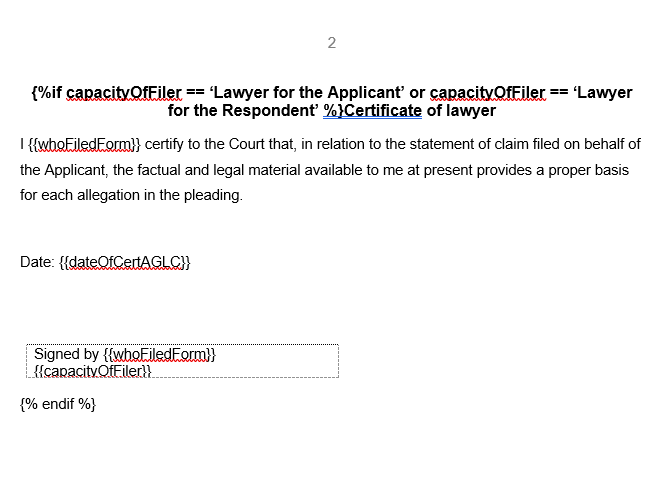 2
{%if capacityOfFiler == ‘Lawyer for the Applicant’ or capacityOfFiler == ‘Lawyer
for the Respondent’ %}Certificate of lawyer
I {{whoFiledForm}} certify to the Court that, in relation to the statement of claim filed on behalf of
the Applicant, the factual and legal material available to me at present provides a proper basis
for each allegation in the pleading.
Date: {{dateOfCertAGLC}}
Signed by {{whoFiledForm}}
{{capacityOfFiler}}
{% endif %}